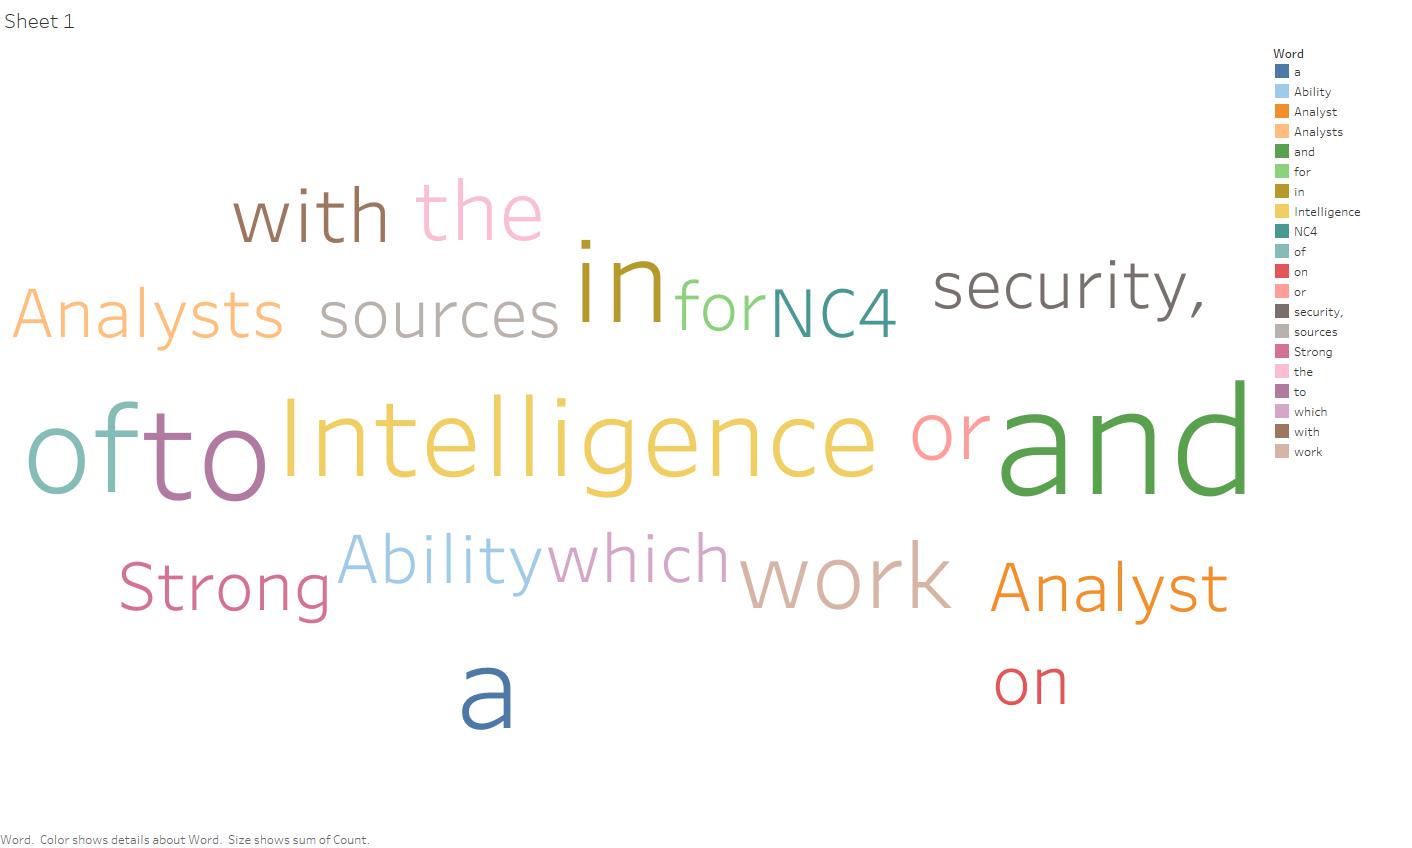 Sheet 1
with the
in
Analysts sources for NC4 security,
of to Intelligence or and
Strong Ability which work Analyst
a on
Word
a
Ability
Analyst
Analysts
and
for
in
Intelligence
NC4
of
on
or
security,
sources
Strong
the
to
which
with
work
Word. Color shows details about Word. Size shows sum of Count.